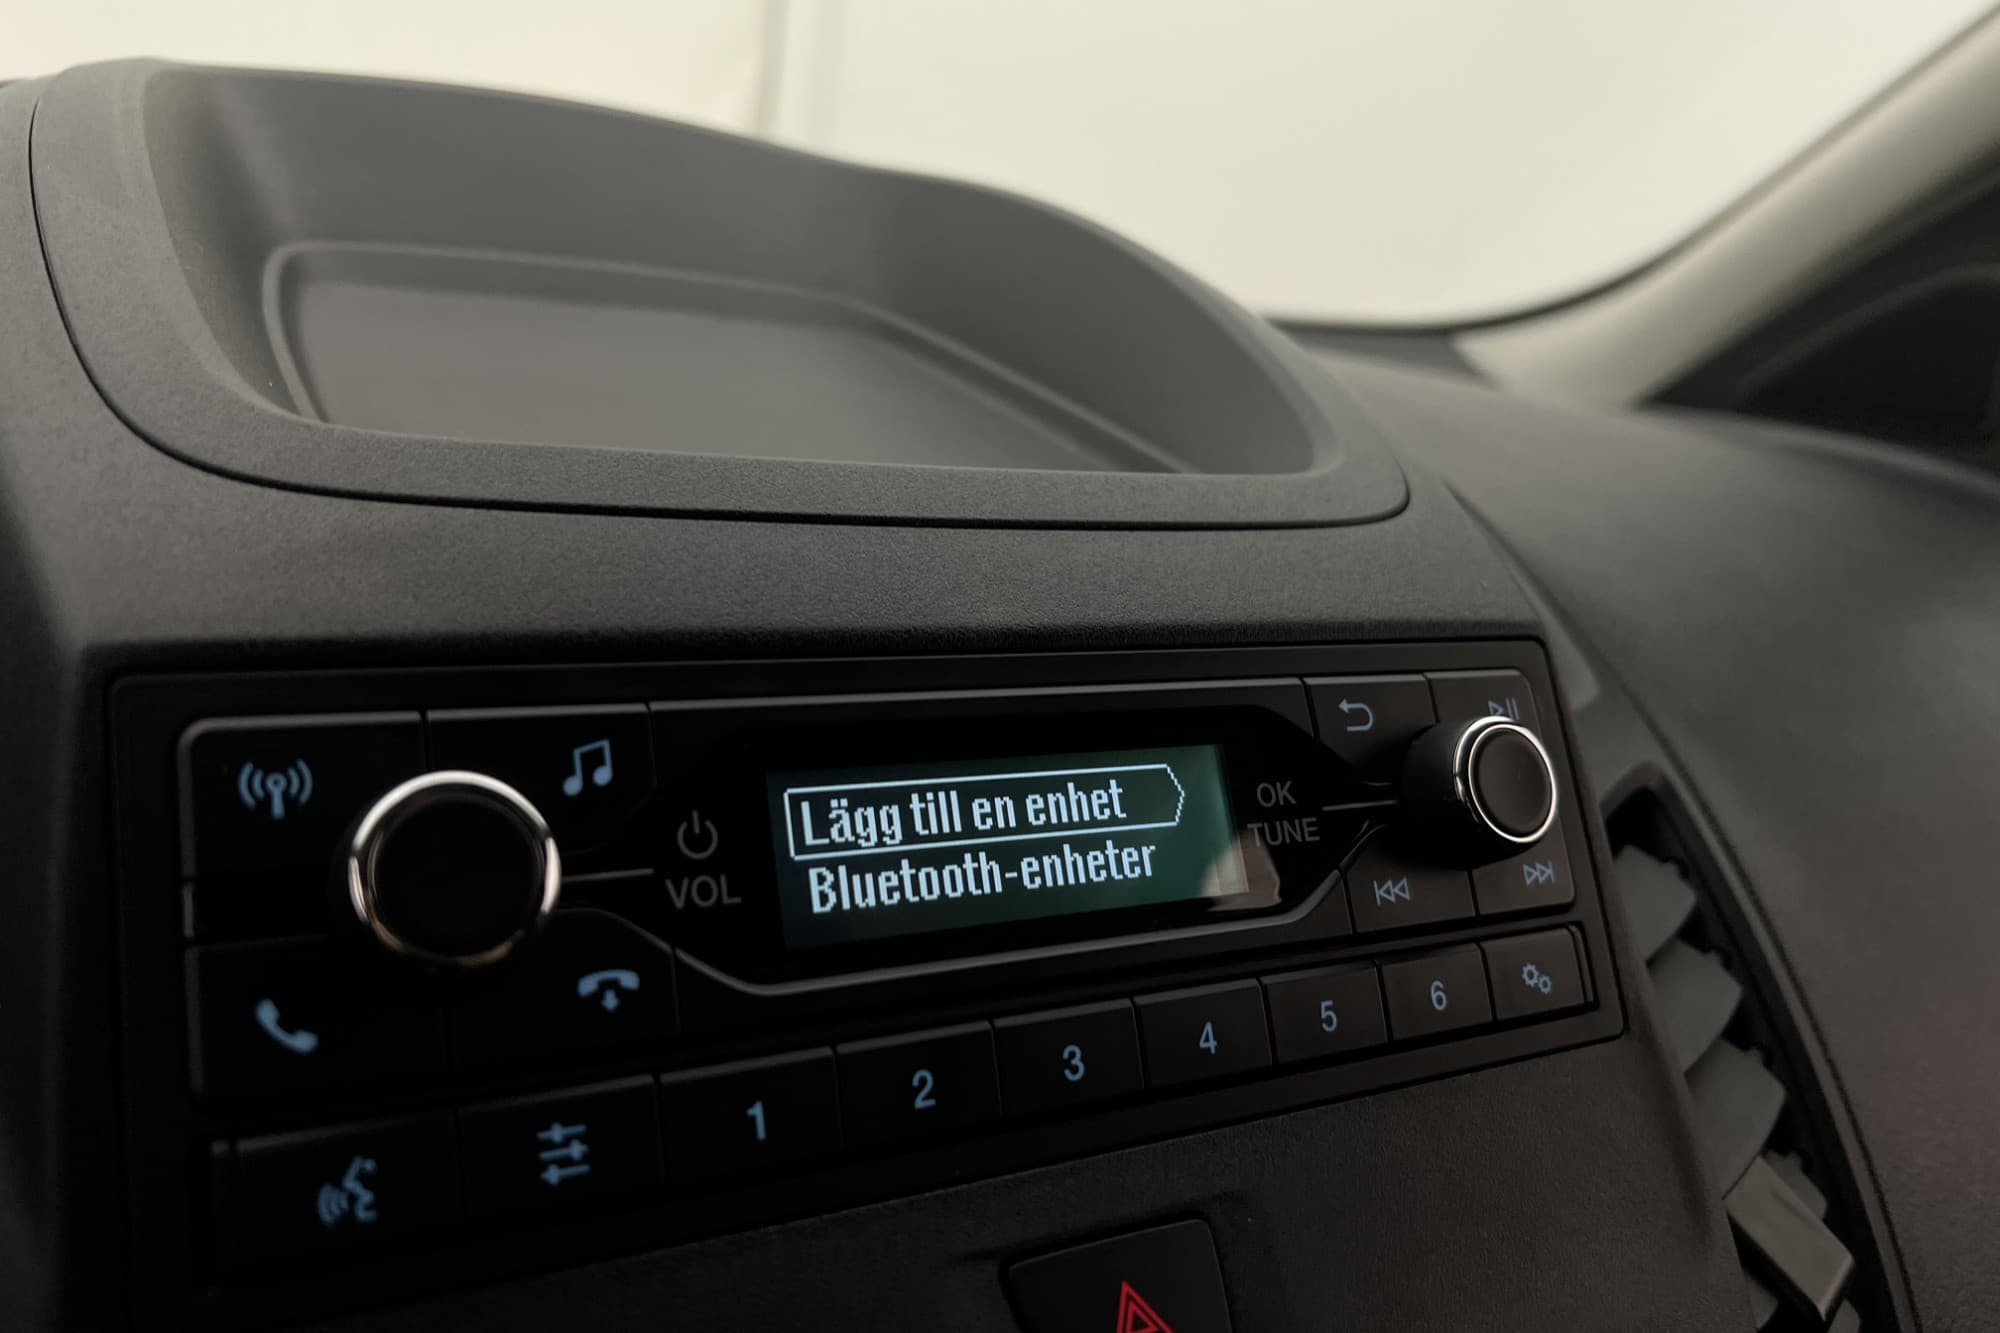 Lägg till en enhet
Bluetooth-enheter
VOL
OK
TUNE
1 2 3 4 5 6